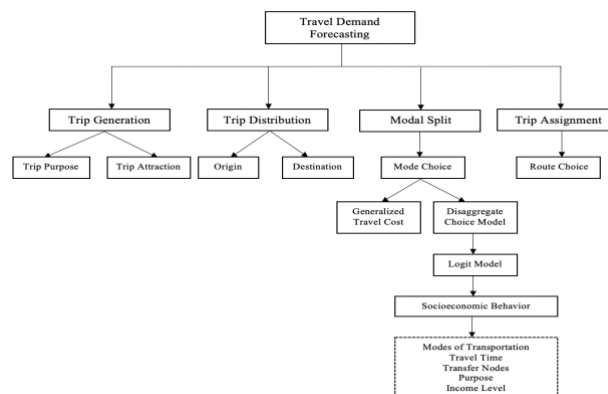 Travel Demand
Forecasting
Trip Generation
Trip Distribution
Modal Split
Trip Assignment
Trip Purpose
Trip Attraction
Origin
Destination
Mode Choice
Route Choice
Generalized
Travel Cost
Disaggregate
Choice Model
Logit Model
Socioeconomic Behavior
Modes of Transportation
Travel Time
Transfer Nodes
Purpose
Income Level